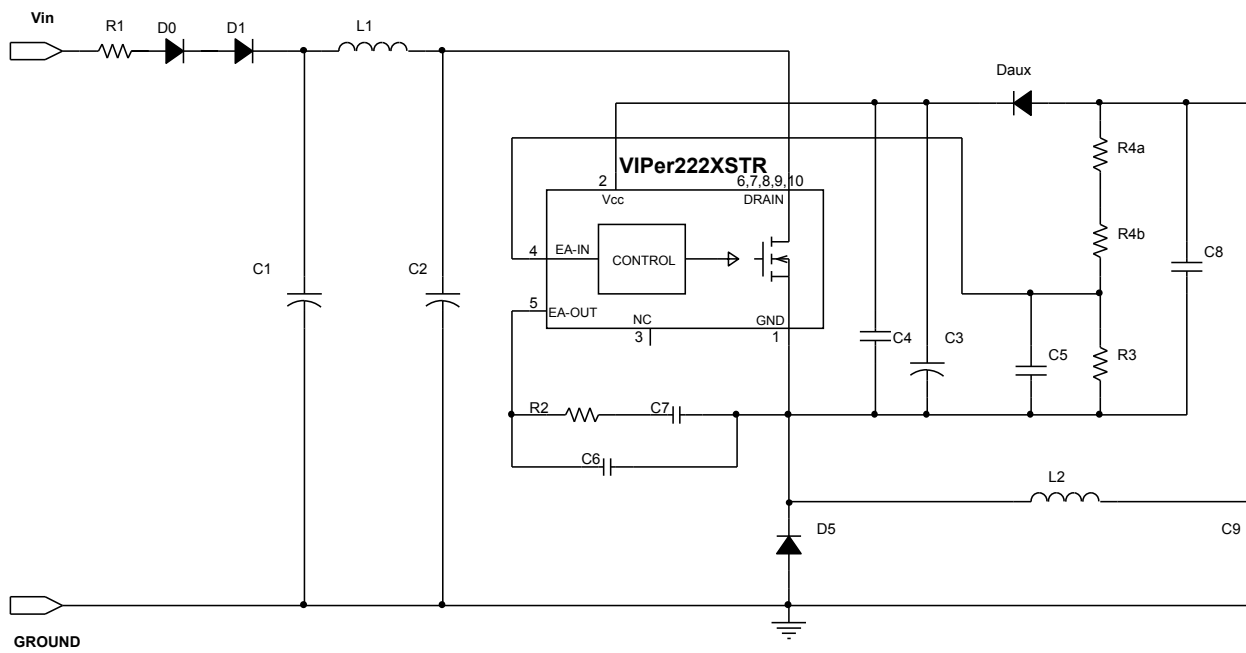 Vin
R1
D0
D1
L1
Daux
R4a
VIPer222XSTR
2
6,7,8,9,10
Vcc
DRAIN
R4b
4
EA-IN
C8
CONTROL
C1
C2
5
EA-OUT
NC
GND
3
1
C4
C3
C5
R3
R2
C7
C6
L2
D5
C9
GROUND